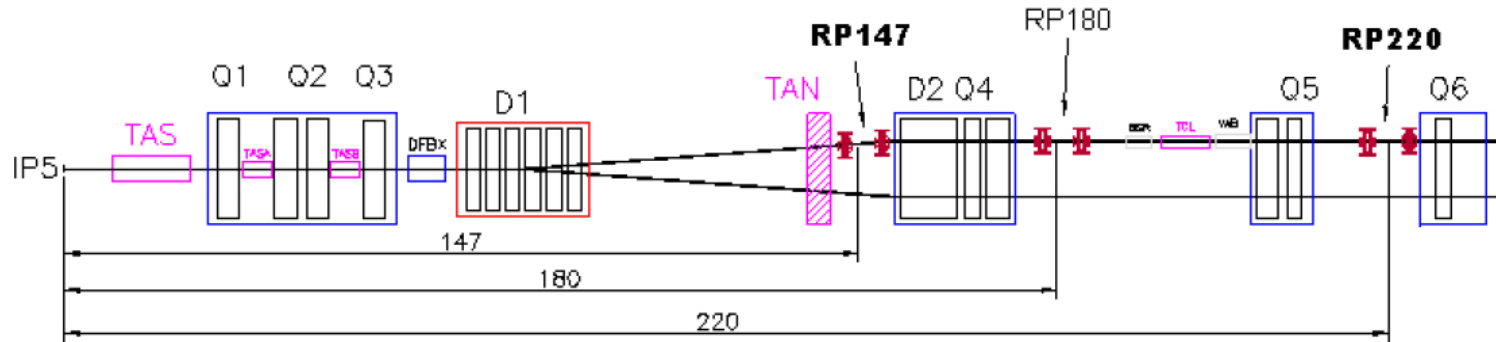 RP147
RP180
RP220
Q1 Q2 Q3
D1
TAN
D2 Q4
Q5
Q6
TAS
TASA
TASB
DFBX
TCL
IP5
147
180
220